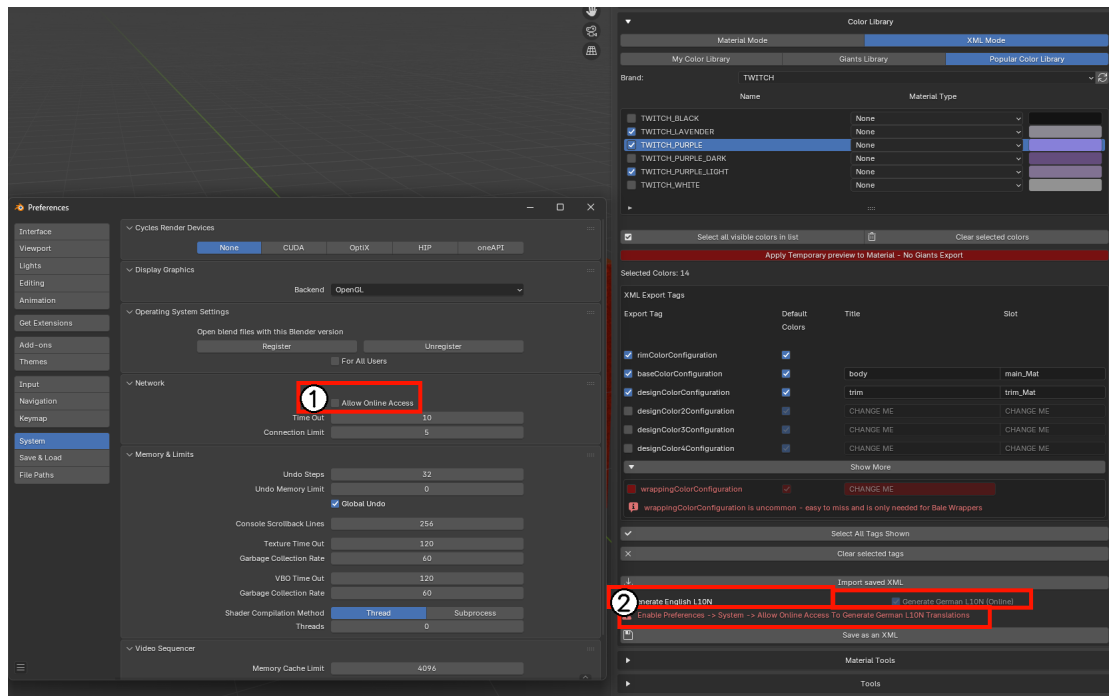 Color Library
Material Mode XML Mode
My Color Library Giants Library Popular Color Library
Brand: TWITCH
Name Material Type
TWITCH_BLACK None
TWITCH_LAVENDER None
TWITCH_PURPLE None
TWITCH_PURPLE_DARK None
TWITCH_PURPLE_LIGHT None
TWITCH_WHITE None
Select all visible colors in list Clear selected colors
Apply Temporary preview to Material - No Giants Export
Selected Colors: 14
XML Export Tags
Export Tag Default Colors Title Slot
rimColorConfiguration
baseColorConfiguration body main_Mat
designColorConfiguration trim trim_Mat
designColor2Configuration CHANGE ME CHANGE ME
designColor3Configuration CHANGE ME CHANGE ME
designColor4Configuration CHANGE ME CHANGE ME
Show More
wrappingColorConfiguration CHANGE ME
wrappingColorConfiguration is uncommon - easy to miss and is only needed for Bale Wrappers
Select All Tags Shown
Clear selected tags
Import saved XML
2
enerate English L10N Generate German L10N (Online)
Enable Preferences -> System -> Allow Online Access To Generate German L10N Translations
Save as an XML
Material Tools
Tools
Preferences
Interface
Viewport
Lights
Editing
Animation
Get Extensions
Add-ons
Themes
Input
Navigation
Keymap
System
Save & Load
File Paths
Cycles Render Devices
None CUDA OptiX HIP oneAPI
Display Graphics
Backend OpenGL
Operating System Settings
Open blend files with this Blender version
Register Unregister
For All Users
Network
1
Allow Online Access
Time Out 10
Connection Limit 5
Memory & Limits
Undo Steps 32
Undo Memory Limit 0
Global Undo
Console Scrollback Lines 256
Texture Time Out 120
Garbage Collection Rate 60
VBO Time Out 120
Garbage Collection Rate 60
Shader Compilation Method Thread Subprocess
Threads 0
Video Sequencer
Memory Cache Limit 4096